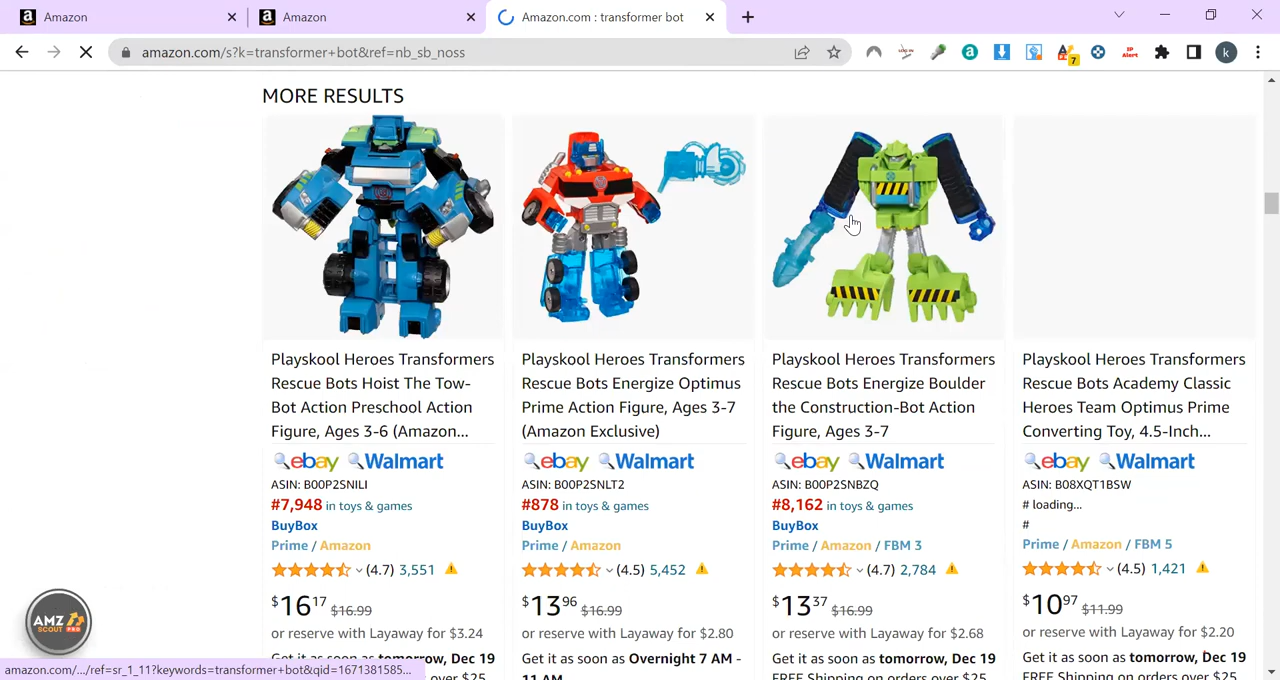 Amazon
Amazon
Amazon.com : transformer bot
amazon.com/s?k=transformer+bot&ref=nb_sb_noss
LOG IN
a
7
IP Alert
k
MORE RESULTS
Playskool Heroes Transformers
Rescue Bots Hoist The Tow-
Bot Action Preschool Action
Figure, Ages 3-6 (Amazon...
ebay Walmart
ASIN: B00P2SNILI
#7,948 in toys & games
BuyBox
Prime / Amazon
(4.7) 3,551
$16 17 $16.99
or reserve with Layaway for $3.24
Get it as soon as tomorrow, Dec 19
Playskool Heroes Transformers
Rescue Bots Energize Optimus
Prime Action Figure, Ages 3-7
(Amazon Exclusive)
ebay Walmart
ASIN: B00P2SNLT2
#878 in toys & games
BuyBox
Prime / Amazon
(4.5) 5,452
$13 96 $16.99
or reserve with Layaway for $2.80
Get it as soon as Overnight 7 AM -
11 AM
Playskool Heroes Transformers
Rescue Bots Energize Boulder
the Construction-Bot Action
Figure, Ages 3-7
ebay Walmart
ASIN: B00P2SNBZQ
#8,162 in toys & games
BuyBox
Prime / Amazon / FBM 3
(4.7) 2,784
$13 37 $16.99
or reserve with Layaway for $2.68
Get it as soon as tomorrow, Dec 19
FREE Shipping on orders over $25
Playskool Heroes Transformers
Rescue Bots Academy Classic
Heroes Team Optimus Prime
Converting Toy, 4.5-Inch...
ebay Walmart
ASIN: B08XQT1BSW
# loading...
#
Prime / Amazon / FBM 5
(4.5) 1,421
$10 97 $11.99
or reserve with Layaway for $2.20
Get it as soon as tomorrow, Dec 19
FREE Shipping on orders over $25
AMZ
SCOUT PRO
amazon.com/.../ref=sr_1_11?keywords=transformer+bot&qid=1671381585...
over $25